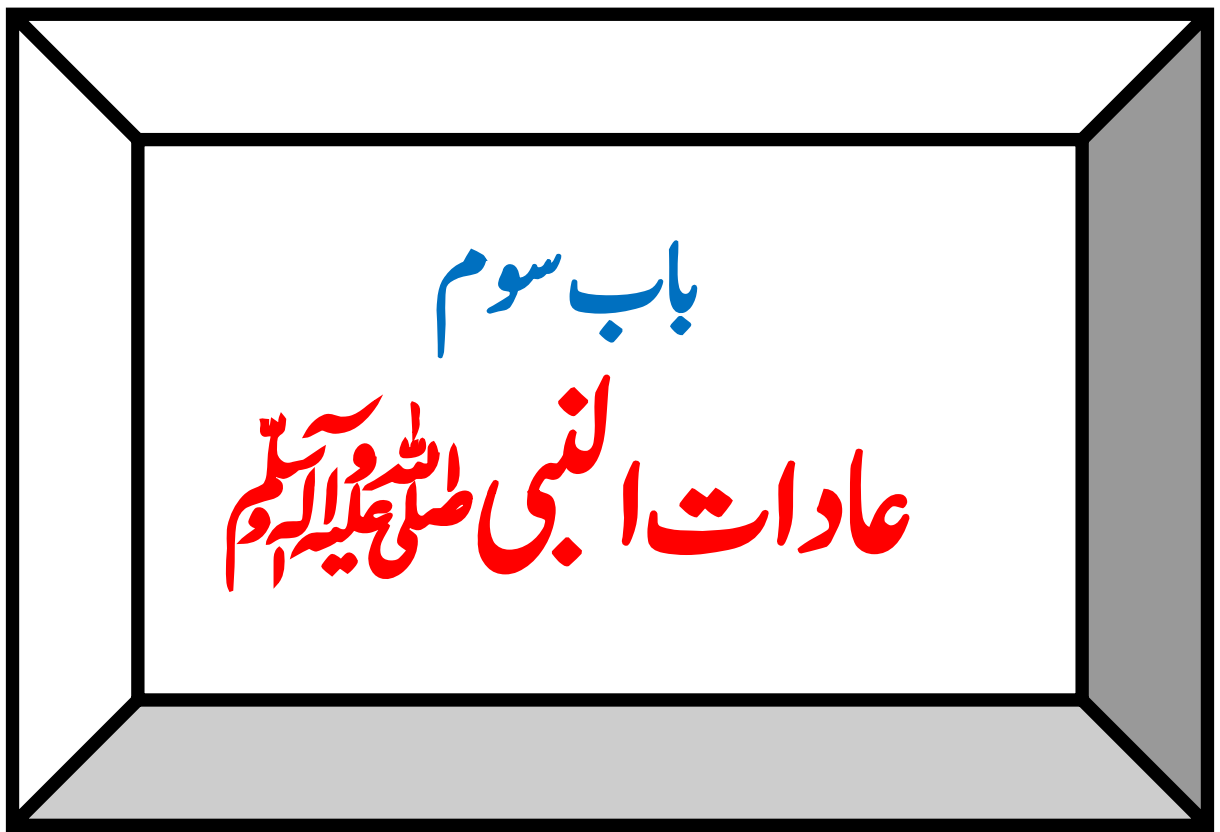 باب سوم
عادات النبی صلی اللہ علیہ وآلہ وسلم